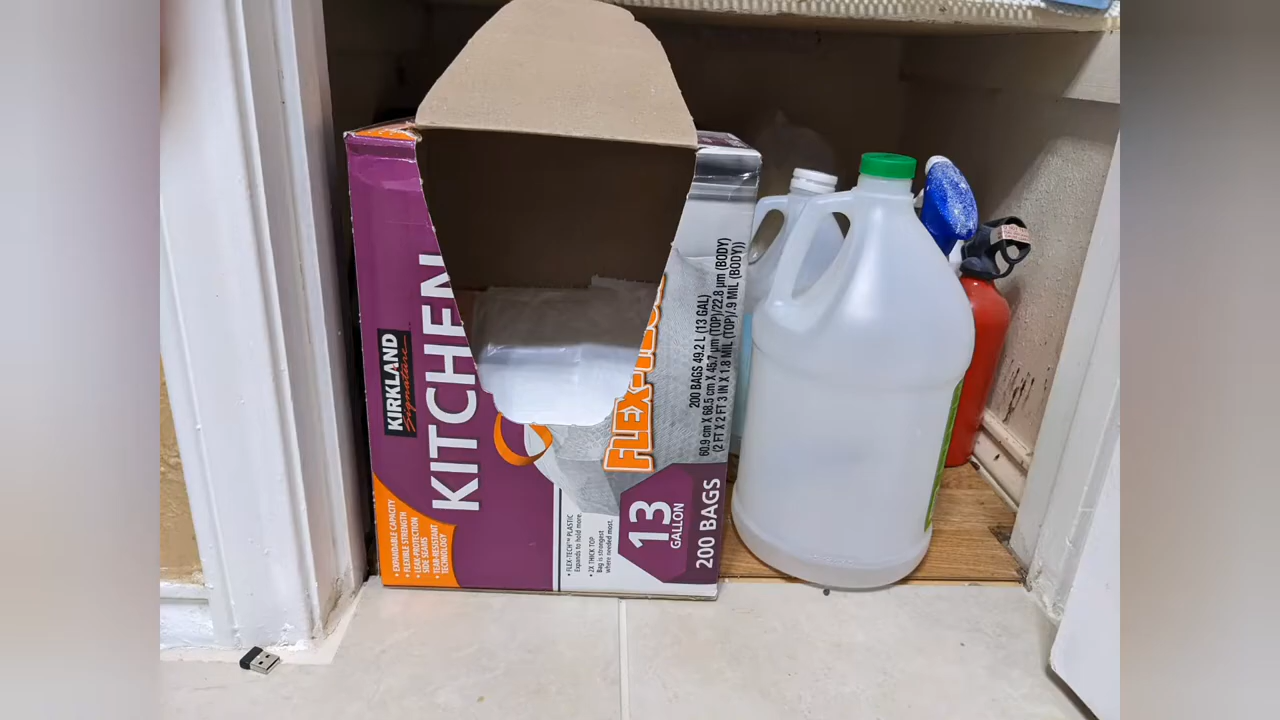 KIRKLAND
Signature
KITCHEN
FLEX-TECH
200 BAGS 49.2 L (13 GAL)
60.9 cm X 68.5 cm X 45.7 µm (TOP)/22.8 µm (BODY)
(2 FT X 2 FT 3 IN X 1.8 MIL (TOP)/.9 MIL (BODY))
• EXPANDABLE CAPACITY
• FLEXIBLE STRENGTH
• LEAK-PROTECTION
SIDE SEAMS
• TEAR-RESISTANT
TECHNOLOGY
• FLEX-TECH™ PLASTIC
Expands to hold more.
• 2X THICK TOP
Bag is strongest
where needed most.
13
GALLON
200 BAGS